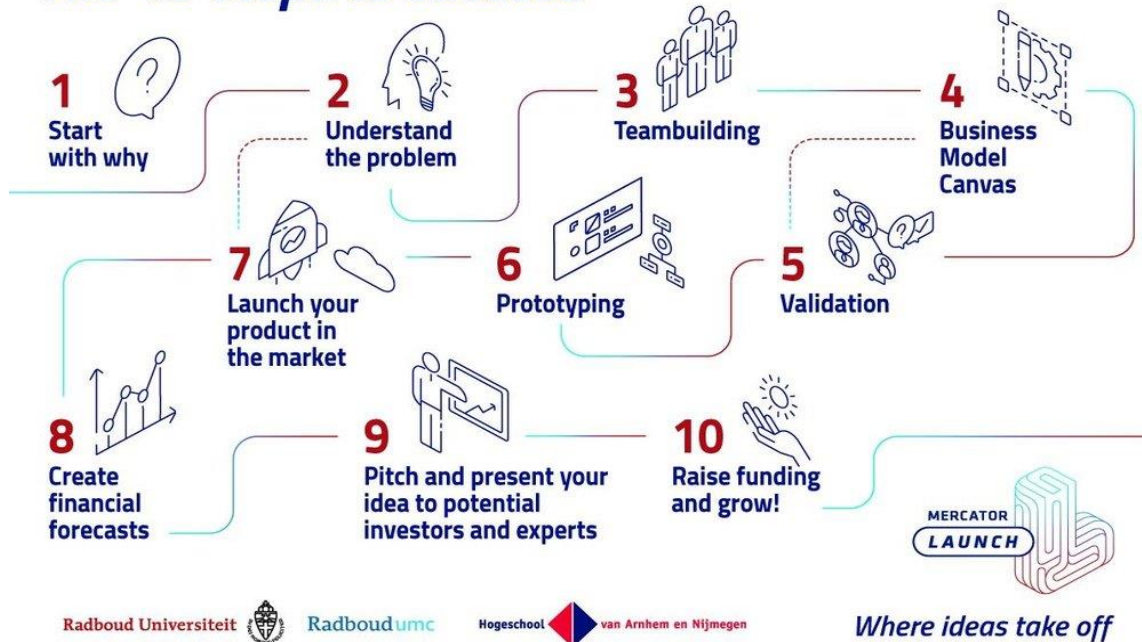 1
Start
with why
2
Understand
the problem
3
Teambuilding
4
Business
Model
Canvas
7
Launch your
product in
the market
6
Prototyping
5
Validation
8
Create
financial
forecasts
9
Pitch and present your
idea to potential
investors and experts
10
Raise funding
and grow!
MERCATOR
LAUNCH
Radboud Universiteit
Radboudumc
Hogeschool van Arnhem en Nijmegen
Where ideas take off